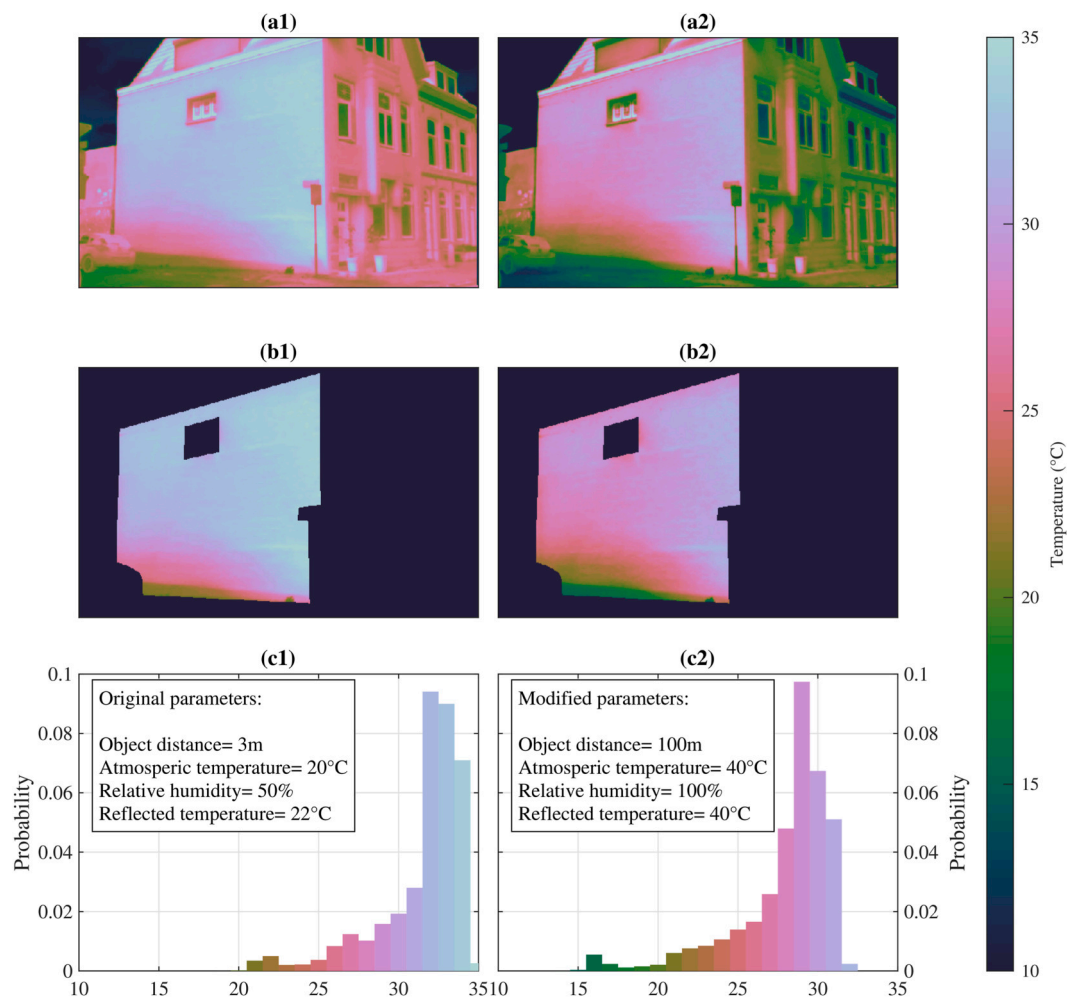 (a1)
(a2)
35
30
25
20
15
10
Temperature (°C)
(b1)
(b2)
(c1)
(c2)
0.1
0.08
0.06
0.04
0.02
0
Probability
Original parameters:
Object distance= 3m
Atmosperic temperature= 20°C
Relative humidity= 50%
Reflected temperature= 22°C
10
15
20
25
30
35
Modified parameters:
Object distance= 100m
Atmosperic temperature= 40°C
Relative humidity= 100%
Reflected temperature= 40°C
10
15
20
25
30
35
0.1
0.08
0.06
0.04
0.02
0
Probability